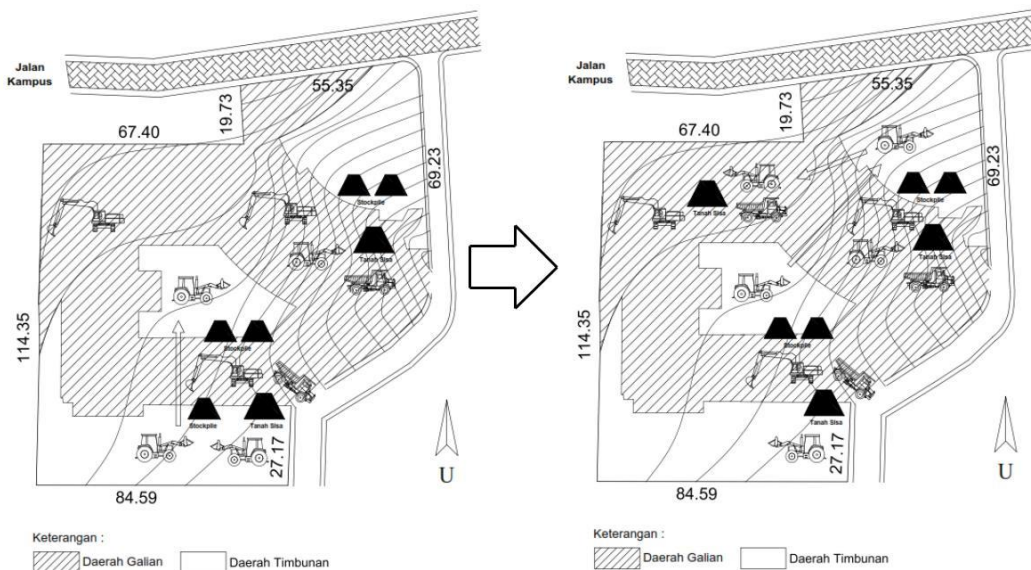 Jalan
Kampus
55.35
19.73
67.40
69.23
Stockpile
Tanah Sisa
114.35
Stockpile
Stockpile
Tanah Sisa
27.17
84.59
U
Keterangan :
Daerah Galian
Daerah Timbunan
Jalan
Kampus
55.35
19.73
67.40
69.23
Stockpile
Tanah Sisa
Tanah Sisa
114.35
Stockpile
Tanah Sisa
27.17
84.59
U
Keterangan :
Daerah Galian
Daerah Timbunan